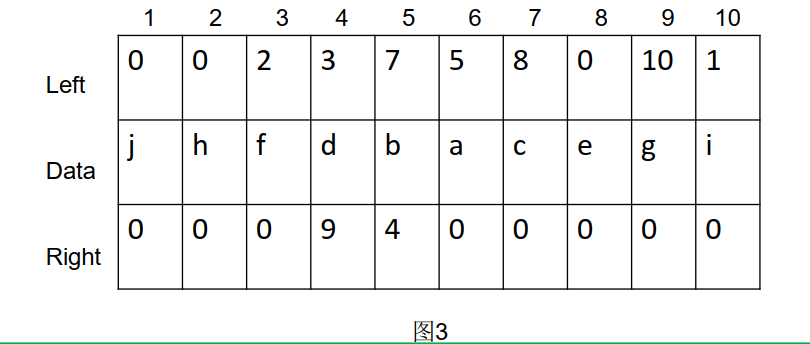 1 2 3 4 5 6 7 8 9 10
Left 0 0 2 3 7 5 8 0 10 1
Data j h f d b a c e g i
Right 0 0 0 9 4 0 0 0 0 0
图3